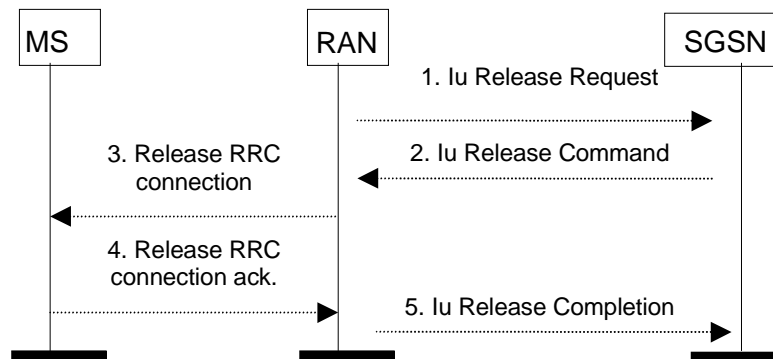 MS
RAN
SGSN
1. Iu Release Request
3. Release RRC
connection
2. Iu Release Command
4. Release RRC
connection ack.
5. Iu Release Completion